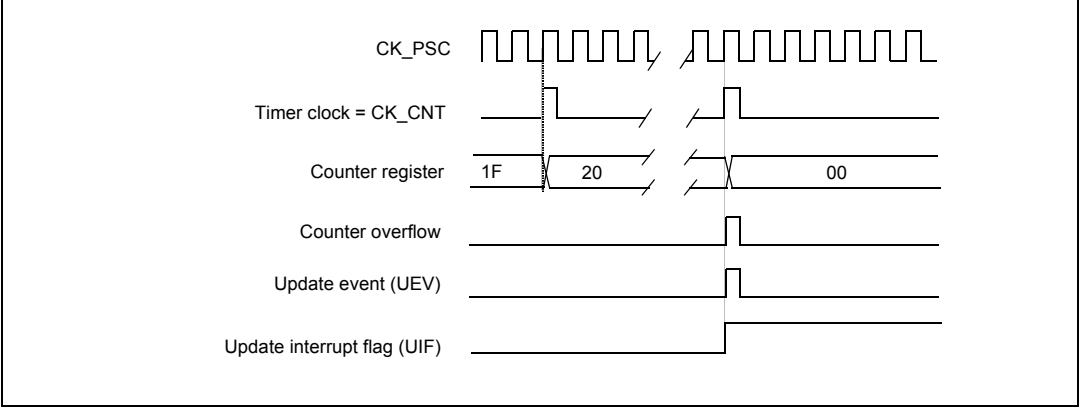 CK_PSC
Timer clock = CK_CNT
Counter register 1F 20 00
Counter overflow
Update event (UEV)
Update interrupt flag (UIF)